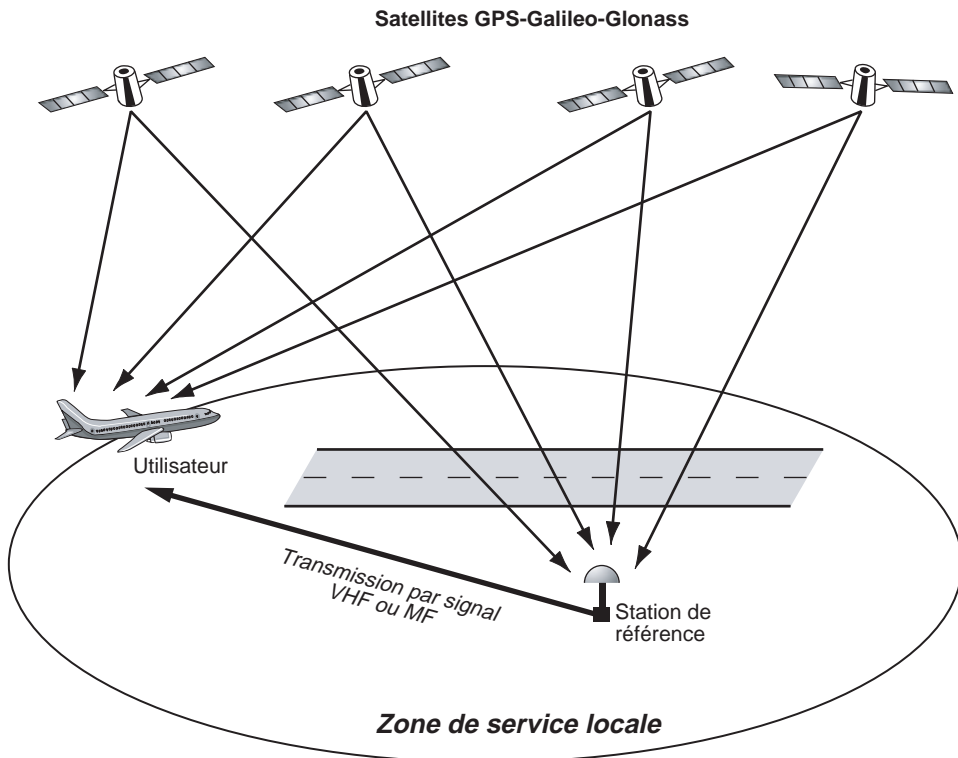 Satellites GPS-Galileo-Glonass
Utilisateur
Transmission par signal
VHF ou MF
Station de
référence
Zone de service locale